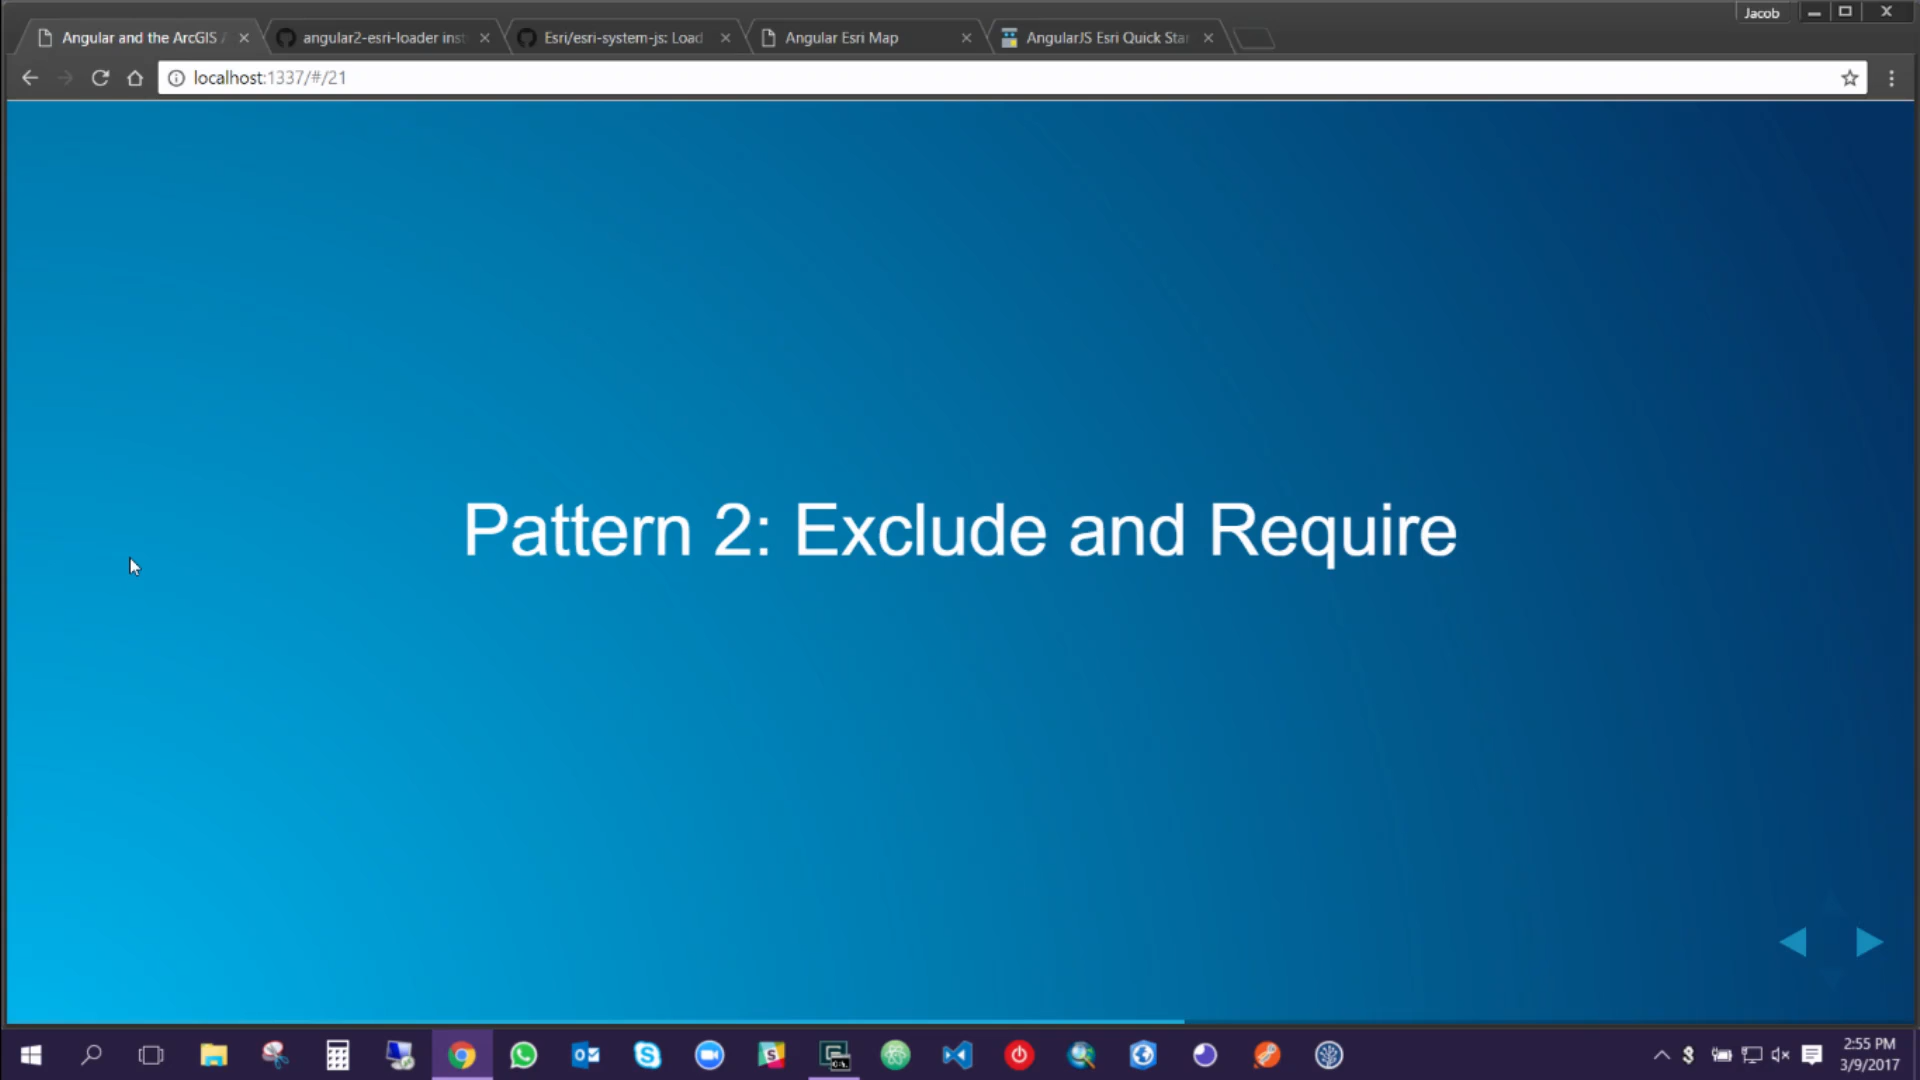 Jacob
Angular and the ArcGIS
angular2-esri-loader inst
Esri/esri-system-js: Load
Angular Esri Map
AngularJS Esri Quick Star
localhost:1337/#/21
Pattern 2: Exclude and Require
2:55 PM
3/9/2017